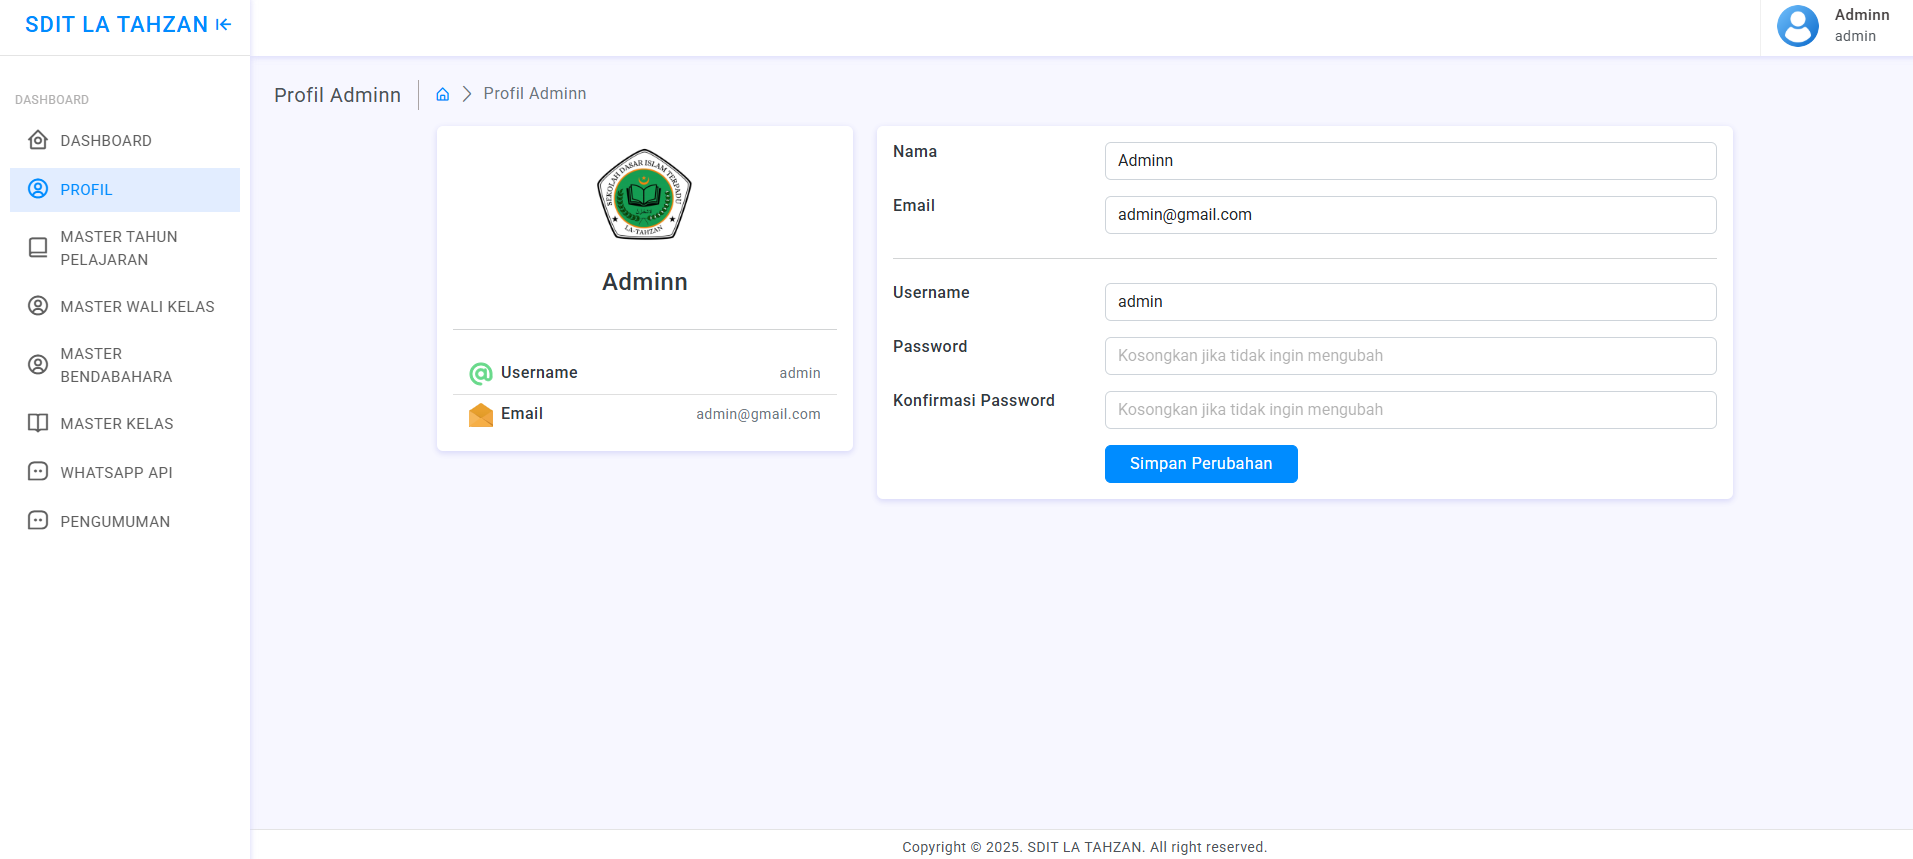 SDIT LA TAHZAN
Adminn
admin
DASHBOARD
DASHBOARD
PROFIL
MASTER TAHUN
PELAJARAN
MASTER WALI KELAS
MASTER
BENDABAHARA
MASTER KELAS
WHATSAPP API
PENGUMUMAN
Profil Adminn
Profil Adminn
SEKOLAH DASAR ISLAM TERPADU
LA-TAHZAN
Adminn
Username
admin
Email
admin@gmail.com
Nama
Adminn
Email
admin@gmail.com
Username
admin
Password
Kosongkan jika tidak ingin mengubah
Konfirmasi Password
Kosongkan jika tidak ingin mengubah
Simpan Perubahan
Copyright © 2025. SDIT LA TAHZAN. All right reserved.